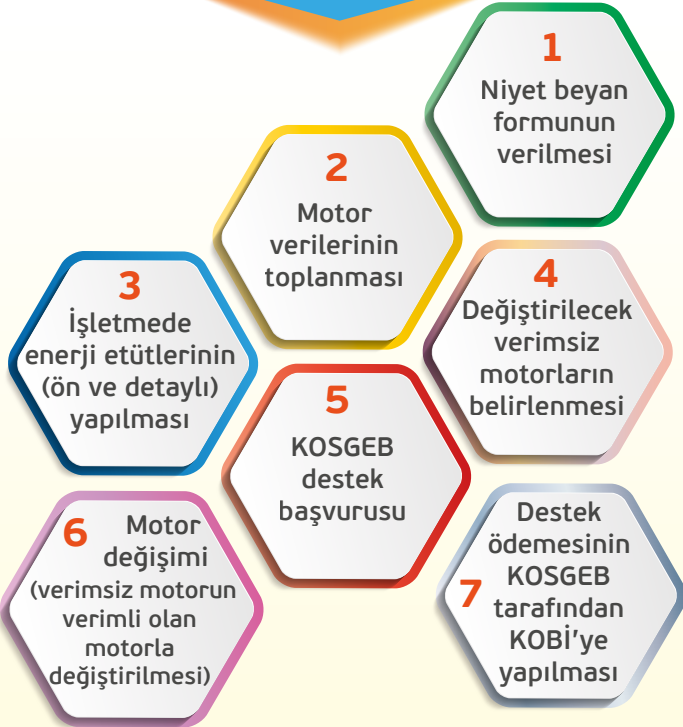 1
Niyet beyan
formunun
verilmesi
2
Motor
verilerinin
toplanması
3
İşletmede
enerji etütlerinin
(ön ve detaylı)
yapılması
4
Değiştirilecek
verimsiz
motorların
belirlenmesi
5
KOSGEB
destek
başvurusu
6 Motor
değişimi
(verimsiz motorun
verimli olan
motorla
değiştirilmesi)
Destek
ödemesinin
KOSGEB
7 tarafından
KOBİ'ye
yapılması